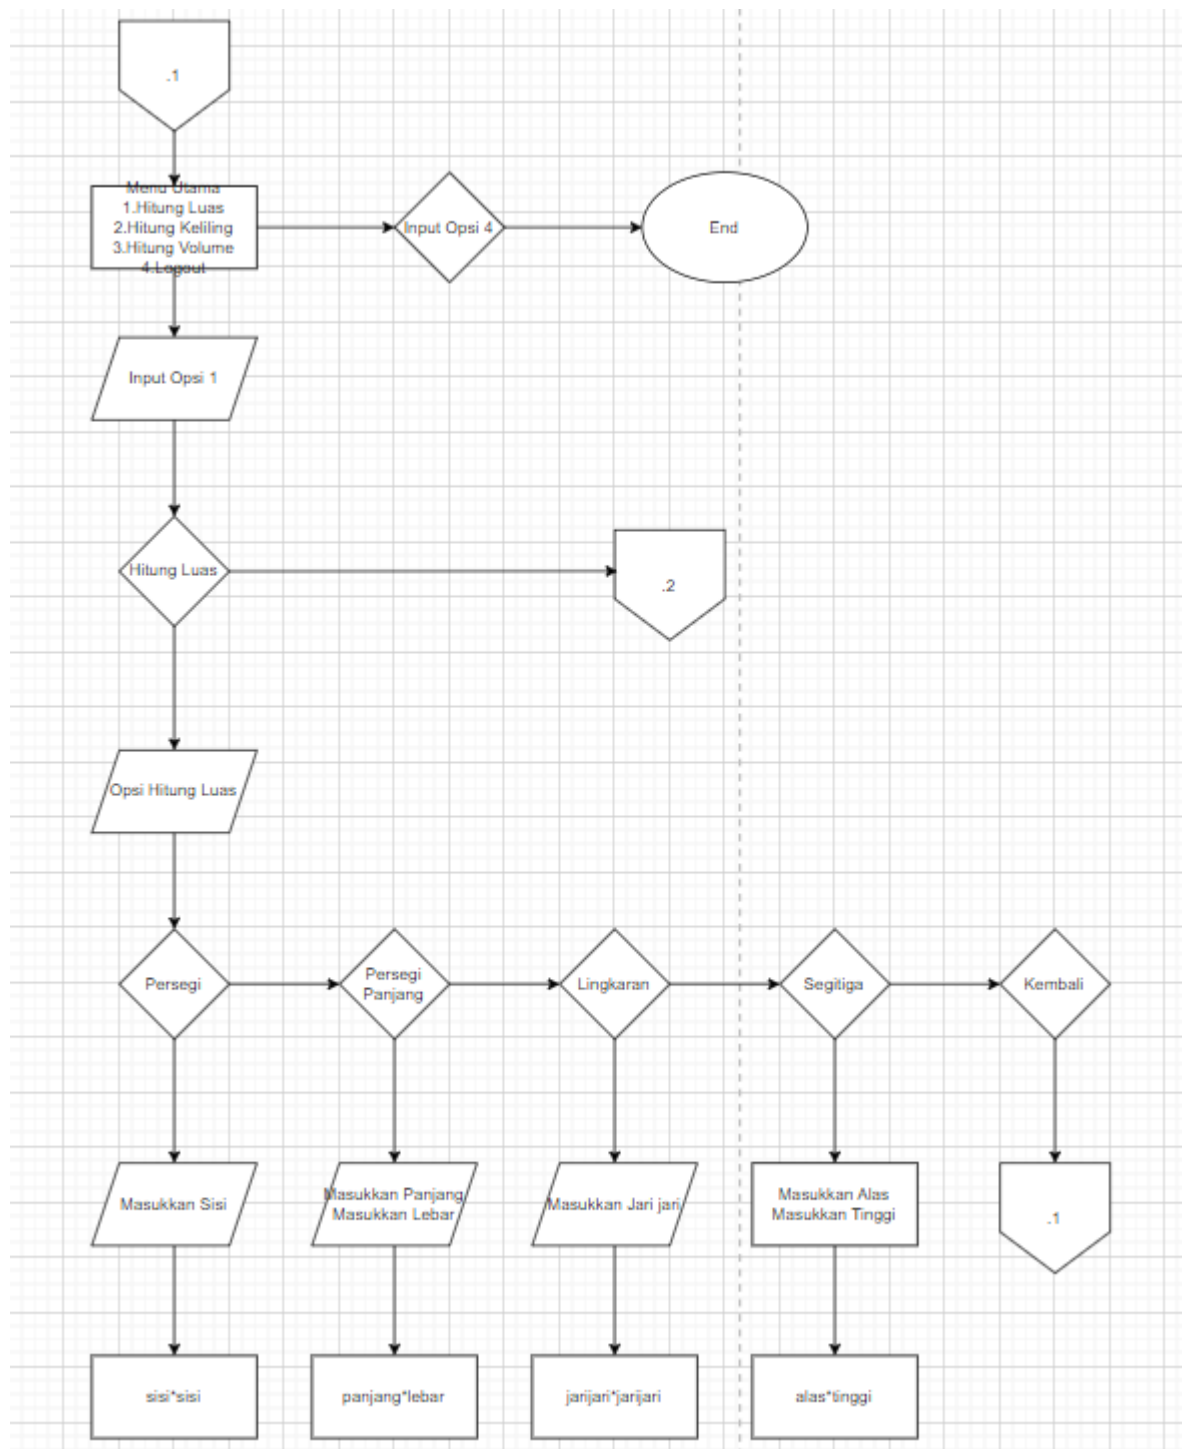 .1
Menu Utama
1.Hitung Luas
2.Hitung Keliling
3.Hitung Volume
4.Logout
Input Opsi 4
End
Input Opsi 1
Hitung Luas
.2
Opsi Hitung Luas
Persegi
Persegi
Panjang
Lingkaran
Segitiga
Kembali
Masukkan Sisi
Masukkan Panjang
Masukkan Lebar
Masukkan Jari jari
Masukkan Alas
Masukkan Tinggi
.1
sisi*sisi
panjang*lebar
jarijari*jarijari
alas*tinggi